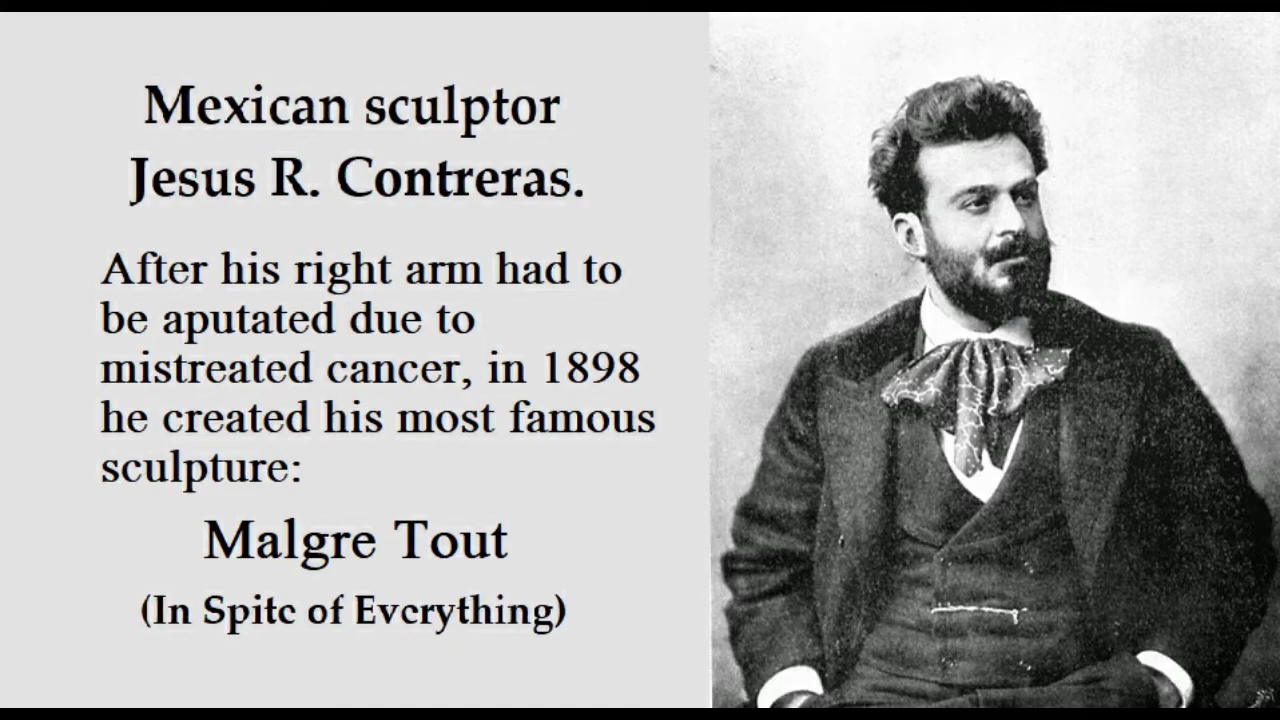 Mexican sculptor
Jesus R. Contreras.
After his right arm had to
be aputated due to
mistreated cancer, in 1898
he created his most famous
sculpture:
Malgre Tout
(In Spite of Everything)